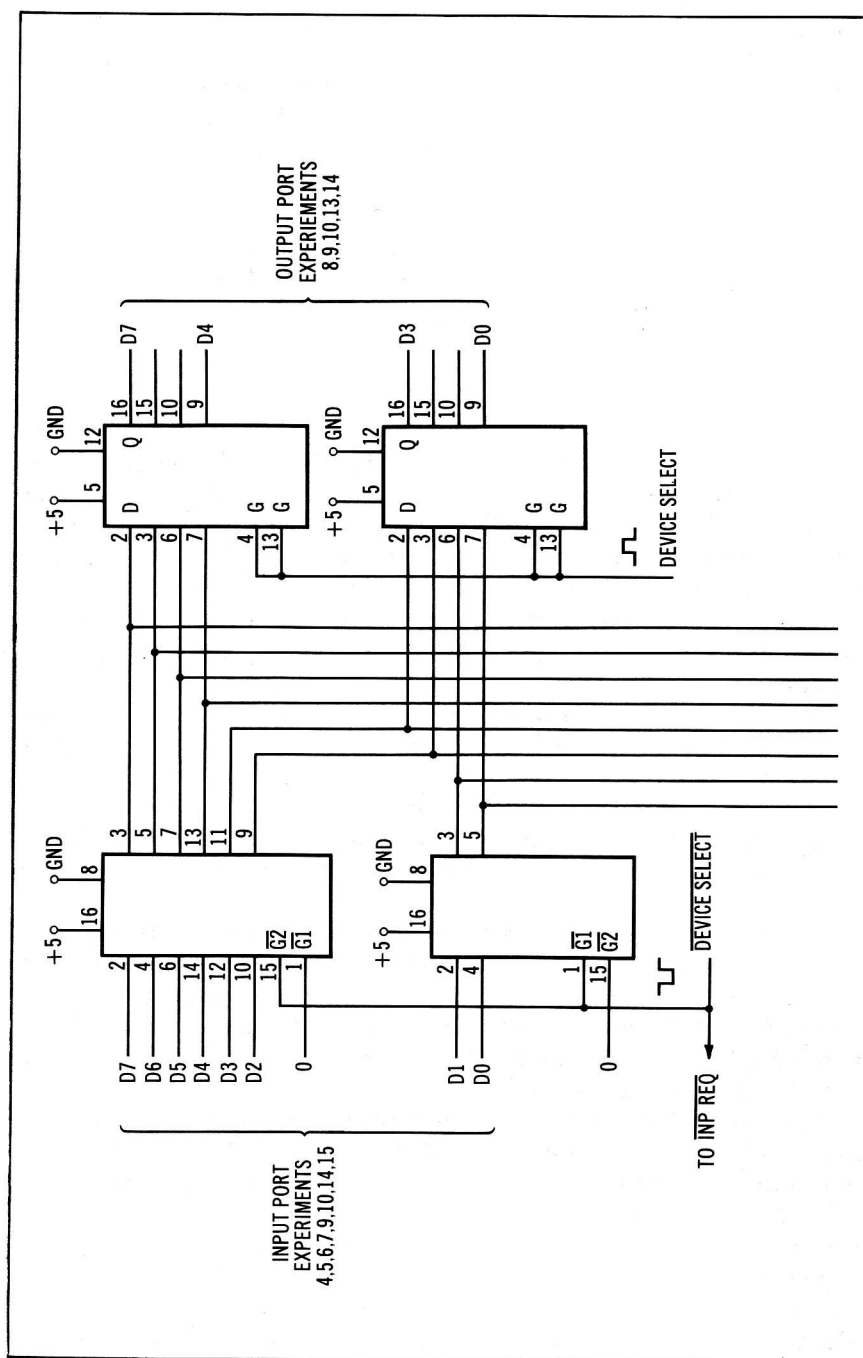 OUTPUT PORT
EXPERIEMENTS
8,9,10,13,14
+5
GND
5
12
D
Q
2
3
6
7
4
13
G
G
16
15
10
9
D7
D4
+5
GND
5
12
D
Q
2
3
6
7
4
13
G
G
16
15
10
9
D3
D0
DEVICE SELECT
INPUT PORT
EXPERIMENTS
4,5,6,7,9,10,14,15
+5
GND
16
8
D7
D6
D5
D4
D3
D2
0
2
4
6
14
12
10
15
1
G2
G1
3
5
7
13
11
9
+5
GND
16
8
D1
D0
0
2
4
1
15
G1
G2
3
5
DEVICE SELECT
TO INP REQ